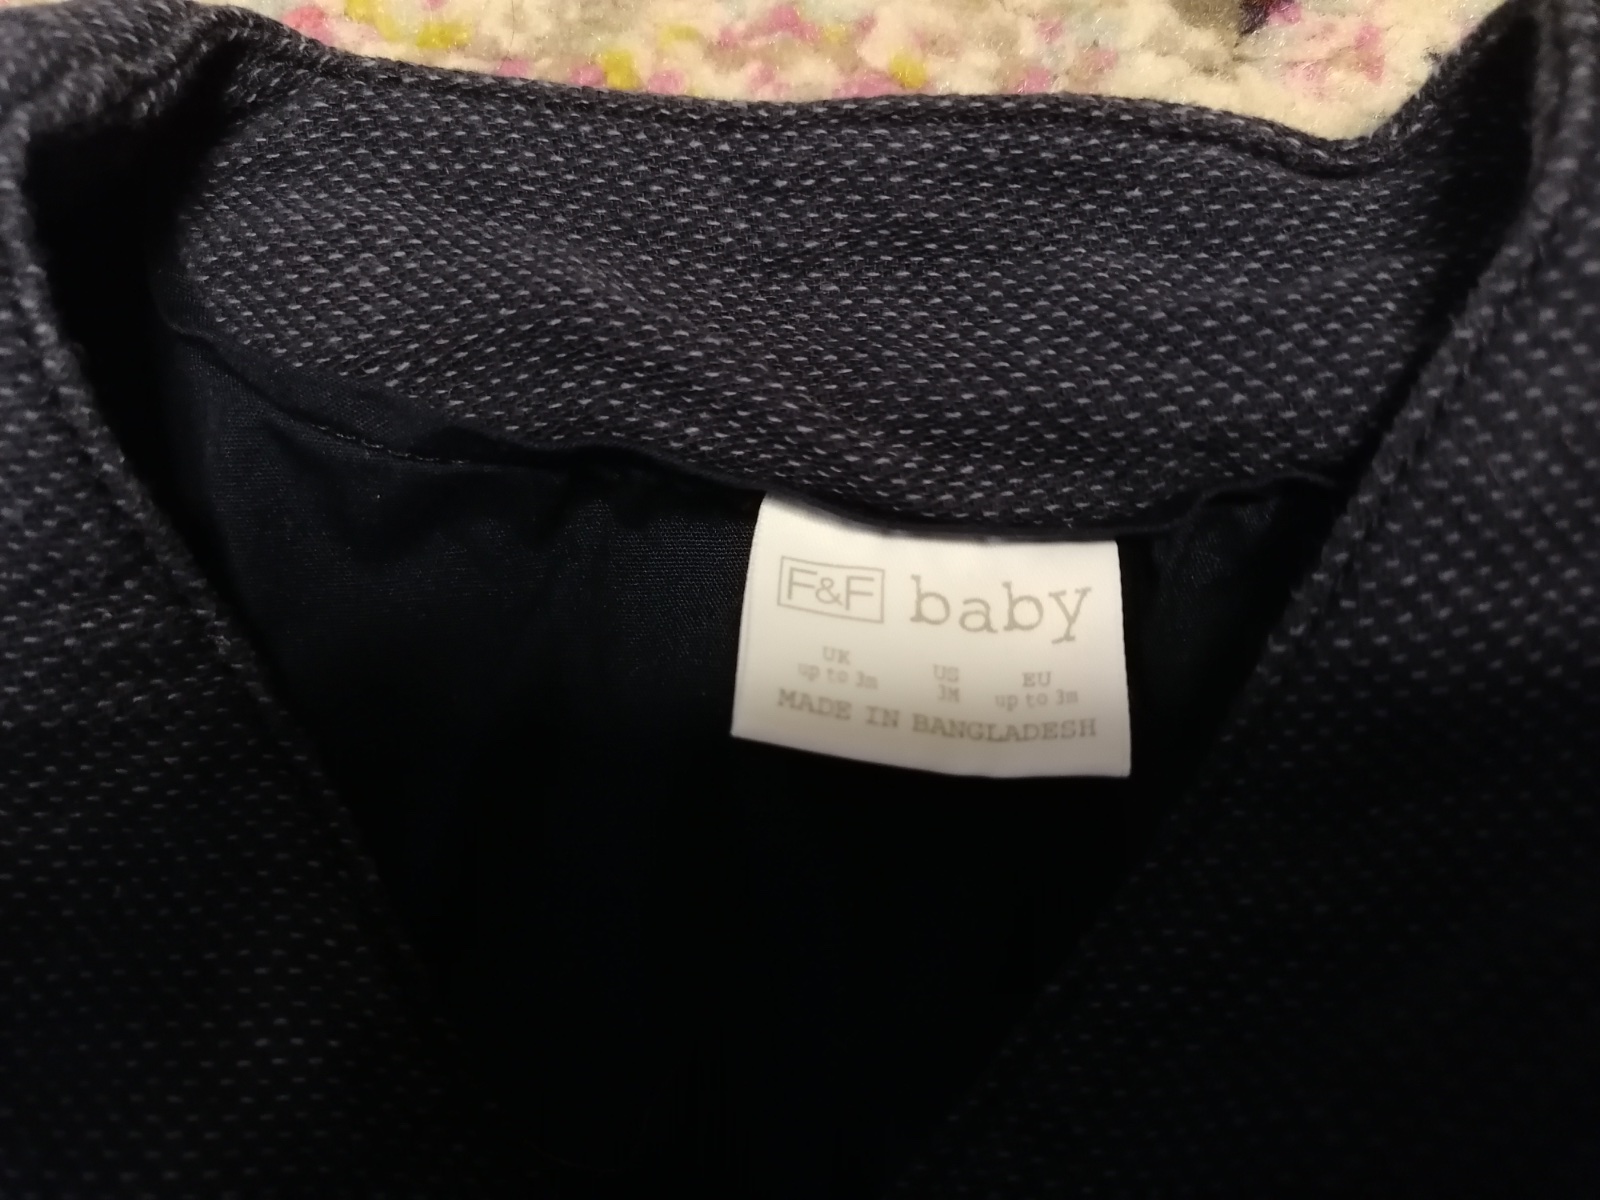 F&F baby
UK US EU
up to 3m 3M up to 3m
MADE IN BANGLADESH